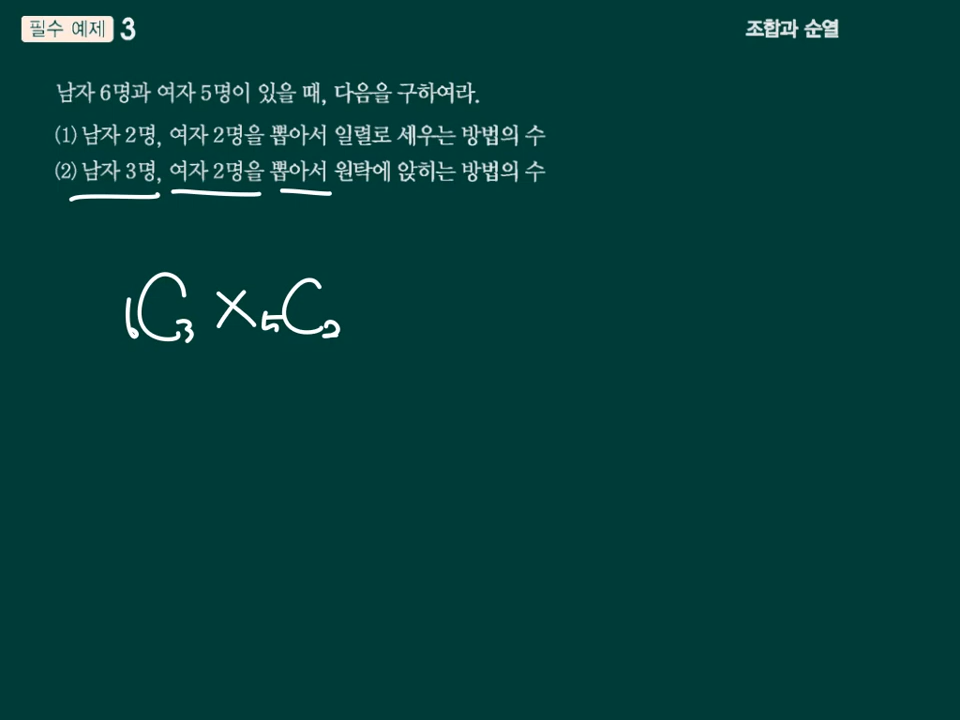 필수 예제 3
조합과 순열
남자 6명과 여자 5명이 있을 때, 다음을 구하여라.
(1) 남자 2명, 여자 2명을 뽑아서 일렬로 세우는 방법의 수
(2) 남자 3명, 여자 2명을 뽑아서 원탁에 앉히는 방법의 수
₆C₃ × ₅C₂